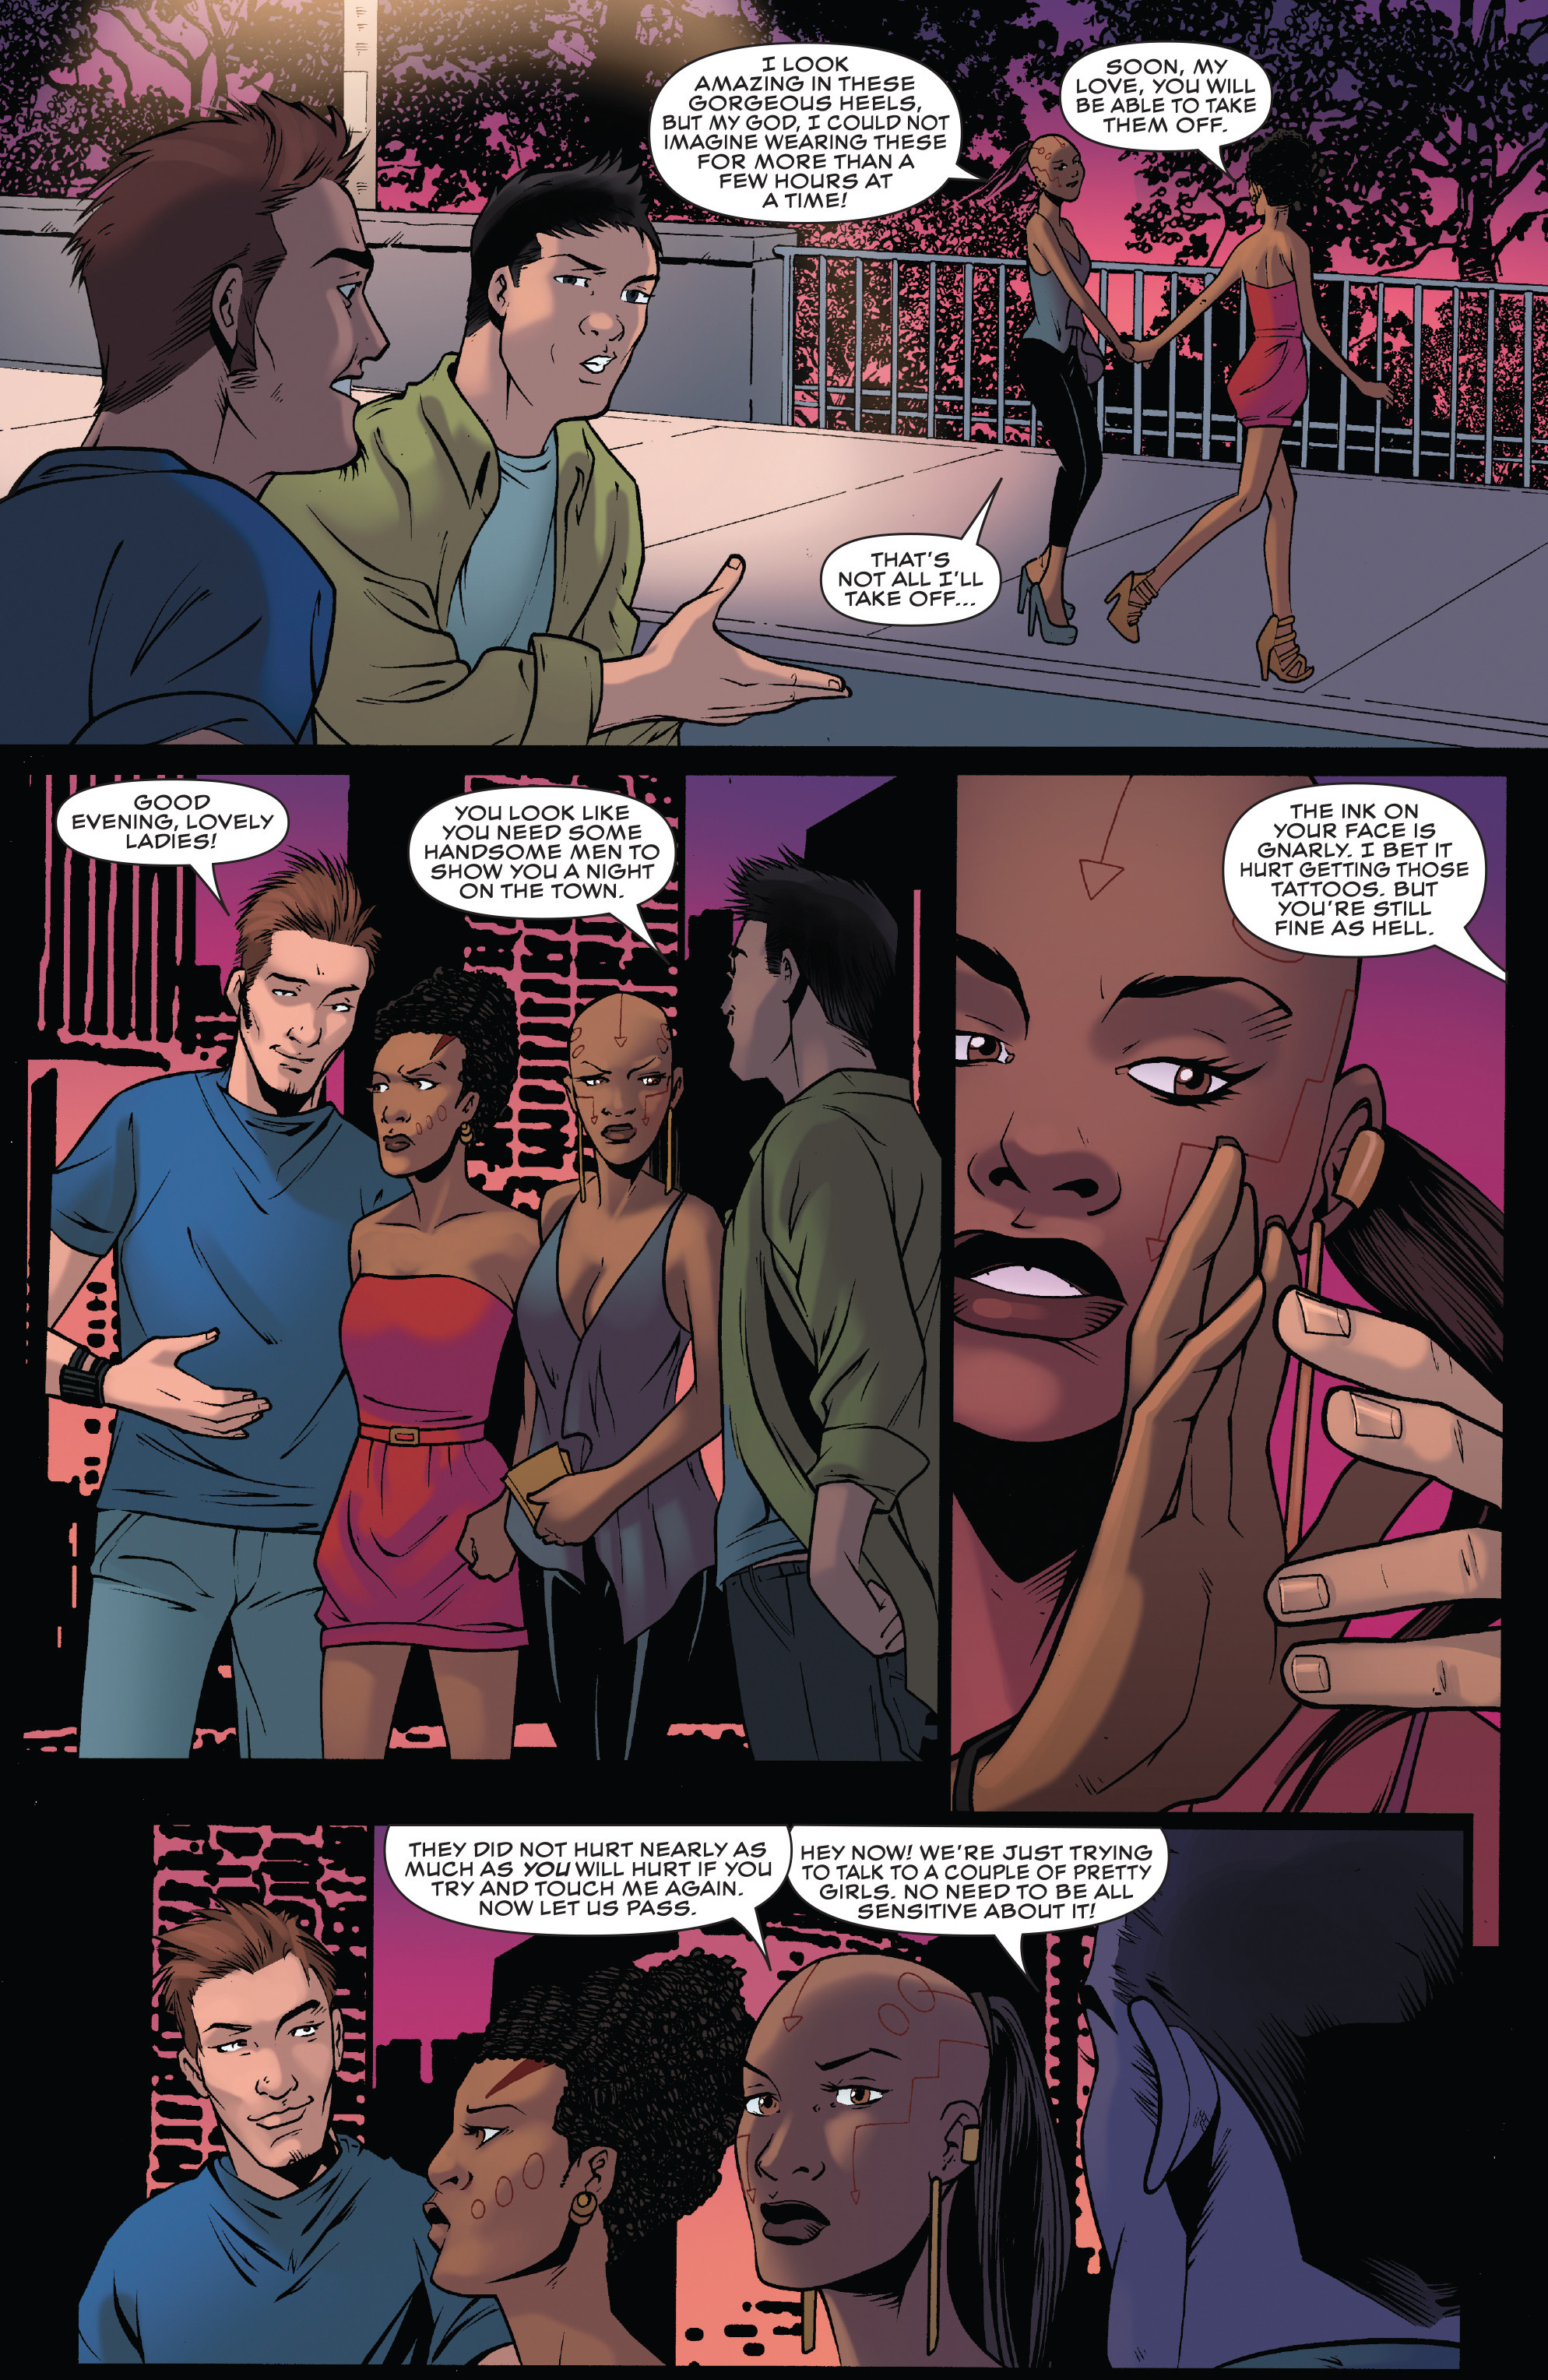 I LOOK
AMAZING IN THESE
GORGEOUS HEELS,
BUT MY GOD, I COULD NOT
IMAGINE WEARING THESE
FOR MORE THAN A
FEW HOURS AT
A TIME!
SOON, MY
LOVE, YOU WILL
BE ABLE TO TAKE
THEM OFF.
THAT'S
NOT ALL I'LL
TAKE OFF...
GOOD
EVENING, LOVELY
LADIES!
YOU LOOK LIKE
YOU NEED SOME
HANDSOME MEN TO
SHOW YOU A NIGHT
ON THE TOWN.
THE INK ON
YOUR FACE IS
GNARLY. I BET IT
HURT GETTING THOSE
TATTOOS. BUT
YOU'RE STILL
FINE AS HELL.
THEY DID NOT HURT NEARLY AS
MUCH AS YOU WILL HURT IF YOU
TRY AND TOUCH ME AGAIN.
NOW LET US PASS.
HEY NOW! WE'RE JUST TRYING
TO TALK TO A COUPLE OF PRETTY
GIRLS. NO NEED TO BE ALL
SENSITIVE ABOUT IT!